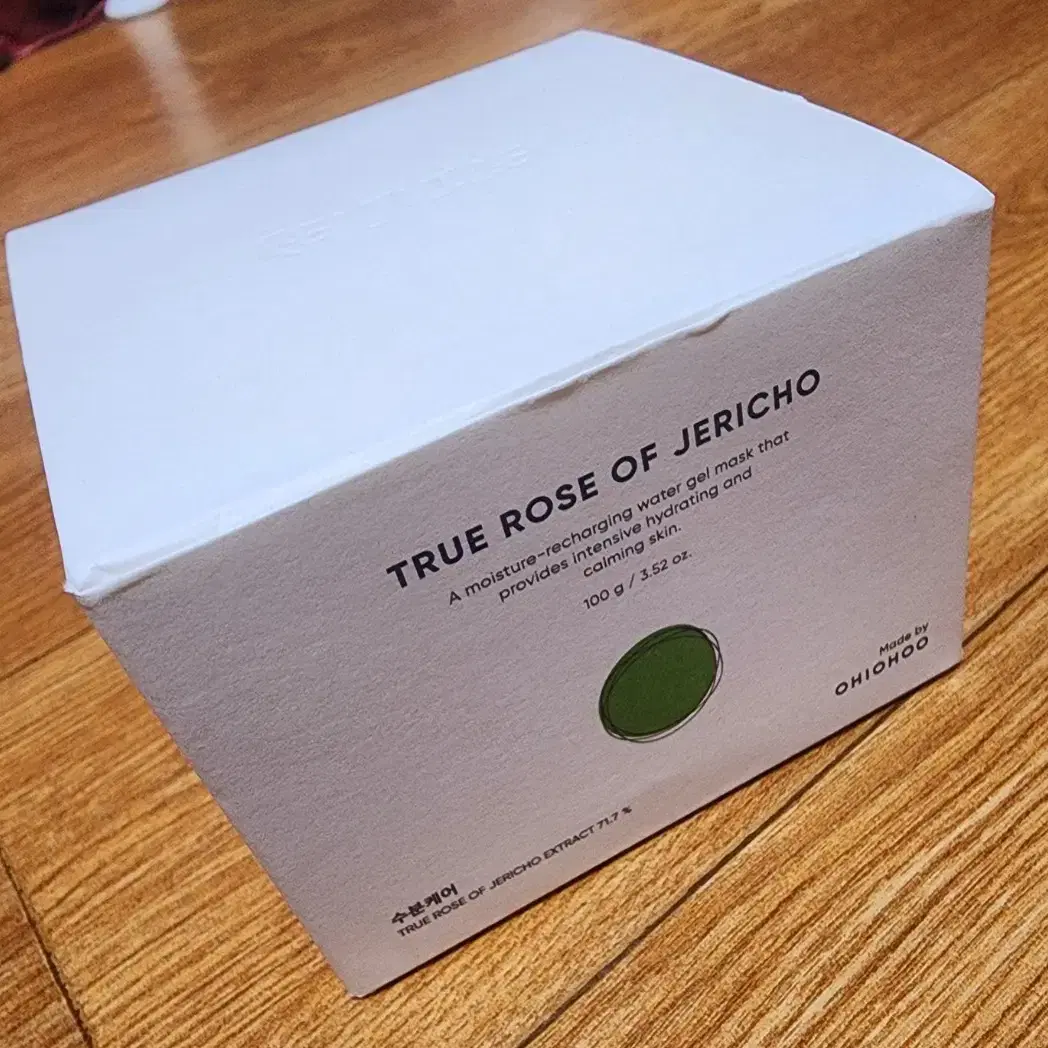 TRUE ROSE OF JERICHO
A moisture-recharging water gel mask that
provides intensive hydrating and
calming skin.
100 g / 3.52 oz.
Made by
OHIOHOO
수분케어
TRUE ROSE OF JERICHO EXTRACT 71.7 %